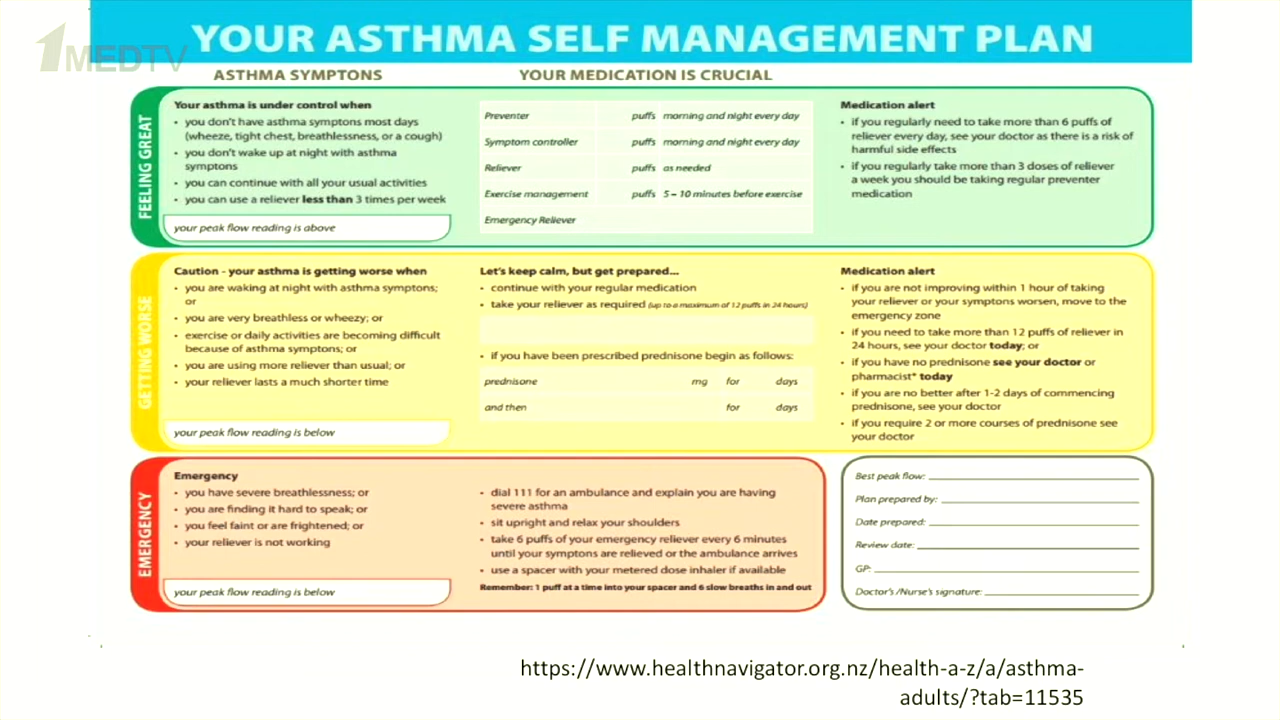 1MEDTV
YOUR ASTHMA SELF MANAGEMENT PLAN
ASTHMA SYMPTONS
YOUR MEDICATION IS CRUCIAL
FEELING GREAT
Your asthma is under control when
• you don't have asthma symptoms most days
(wheeze, tight chest, breathlessness, or a cough)
• you don't wake up at night with asthma
symptoms
• you can continue with all your usual activities
• you can use a reliever less than 3 times per week
your peak flow reading is above
Preventer puffs morning and night every day
Symptom controller puffs morning and night every day
Reliever puffs as needed
Exercise management puffs 5 – 10 minutes before exercise
Emergency Reliever
Medication alert
• if you regularly need to take more than 6 puffs of
reliever every day, see your doctor as there is a risk of
harmful side effects
• if you regularly take more than 3 doses of reliever
a week you should be taking regular preventer
medication
GETTING WORSE
Caution - your asthma is getting worse when
• you are waking at night with asthma symptoms;
or
• you are very breathless or wheezy; or
• exercise or daily activities are becoming difficult
because of asthma symptoms; or
• you are using more reliever than usual; or
• your reliever lasts a much shorter time
your peak flow reading is below
Let's keep calm, but get prepared...
• continue with your regular medication
• take your reliever as required (up to a maximum of 12 puffs in 24 hours)
• if you have been prescribed prednisone begin as follows:
prednisone mg for days
and then for days
Medication alert
• if you are not improving within 1 hour of taking
your reliever or your symptoms worsen, move to the
emergency zone
• if you need to take more than 12 puffs of reliever in
24 hours, see your doctor today; or
• if you have no prednisone see your doctor or
pharmacist* today
• if you are no better after 1-2 days of commencing
prednisone, see your doctor
• if you require 2 or more courses of prednisone see
your doctor
EMERGENCY
Emergency
• you have severe breathlessness; or
• you are finding it hard to speak; or
• you feel faint or are frightened; or
• your reliever is not working
your peak flow reading is below
• dial 111 for an ambulance and explain you are having
severe asthma
• sit upright and relax your shoulders
• take 6 puffs of your emergency reliever every 6 minutes
until your symptoms are relieved or the ambulance arrives
• use a spacer with your metered dose inhaler if available
Remember: 1 puff at a time into your spacer and 6 slow breaths in and out
Best peak flow:
Plan prepared by:
Date prepared:
Review date:
GP:
Doctor's /Nurse's signature:
https://www.healthnavigator.org.nz/health-a-z/a/asthma-
adults/?tab=11535